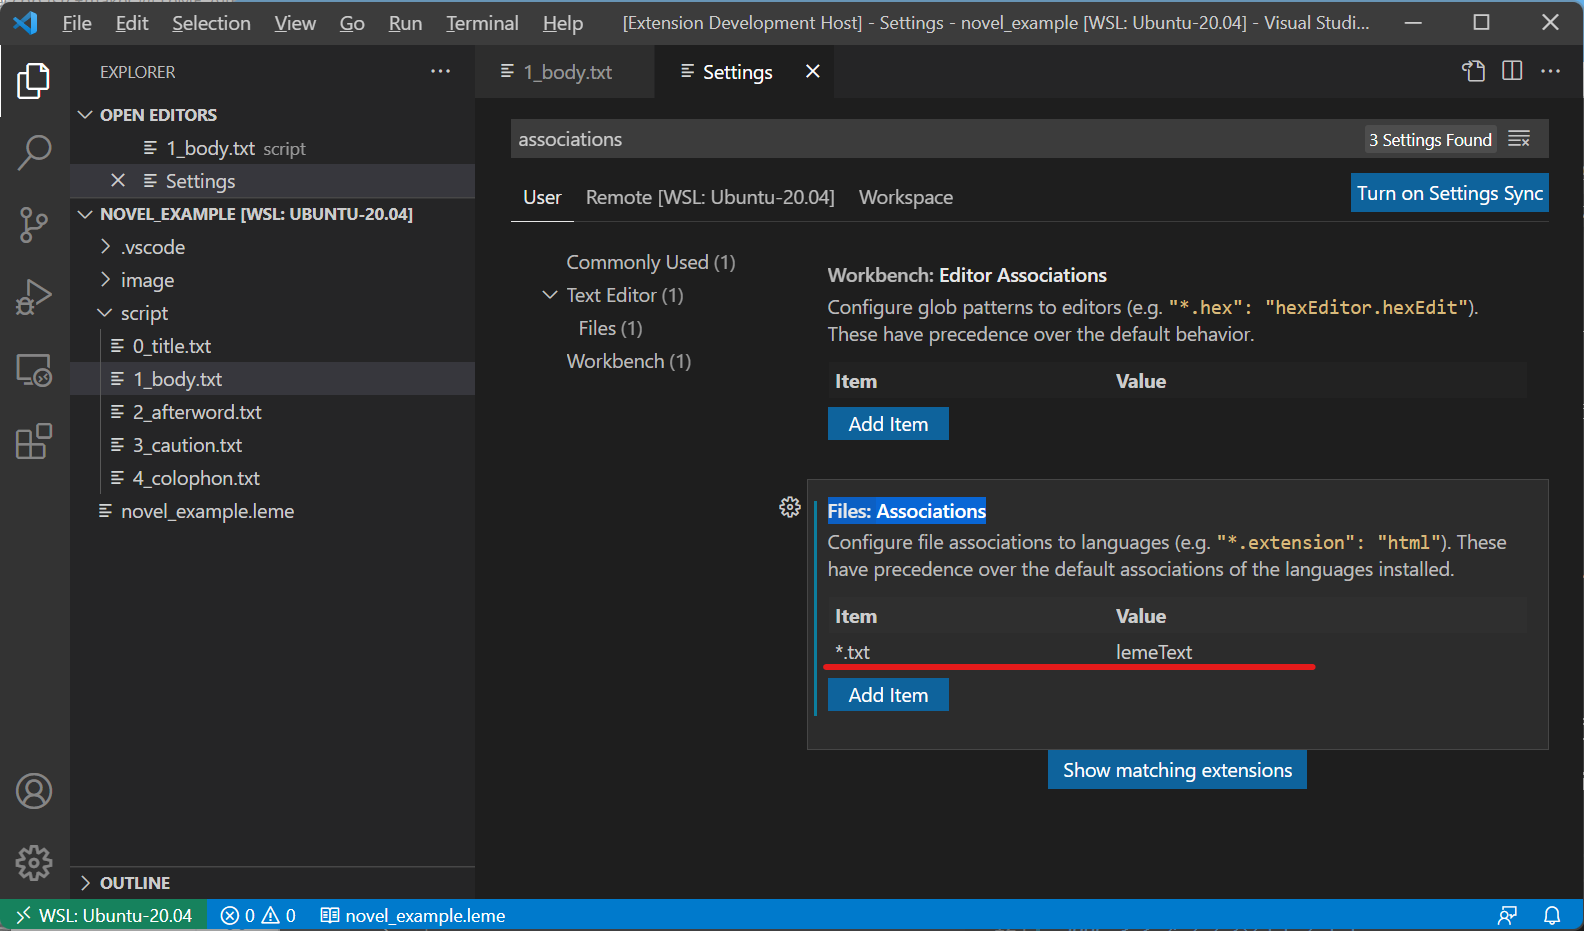 File Edit Selection View Go Run Terminal Help [Extension Development Host] - Settings - novel_example [WSL: Ubuntu-20.04] - Visual Studi...
EXPLORER
OPEN EDITORS
1_body.txt script
Settings
NOVEL_EXAMPLE [WSL: UBUNTU-20.04]
.vscode
image
script
0_title.txt
1_body.txt
2_afterword.txt
3_caution.txt
4_colophon.txt
novel_example.leme
OUTLINE
1_body.txt
Settings
associations
3 Settings Found
User Remote [WSL: Ubuntu-20.04] Workspace
Turn on Settings Sync
Commonly Used (1)
Text Editor (1)
Files (1)
Workbench (1)
Workbench: Editor Associations
Configure glob patterns to editors (e.g. "*.hex": "hexEditor.hexEdit").
These have precedence over the default behavior.
Item Value
Add Item
Files: Associations
Configure file associations to languages (e.g. "*.extension": "html"). These
have precedence over the default associations of the languages installed.
Item Value
*.txt lemeText
Add Item
Show matching extensions
WSL: Ubuntu-20.04 0 0 novel_example.leme